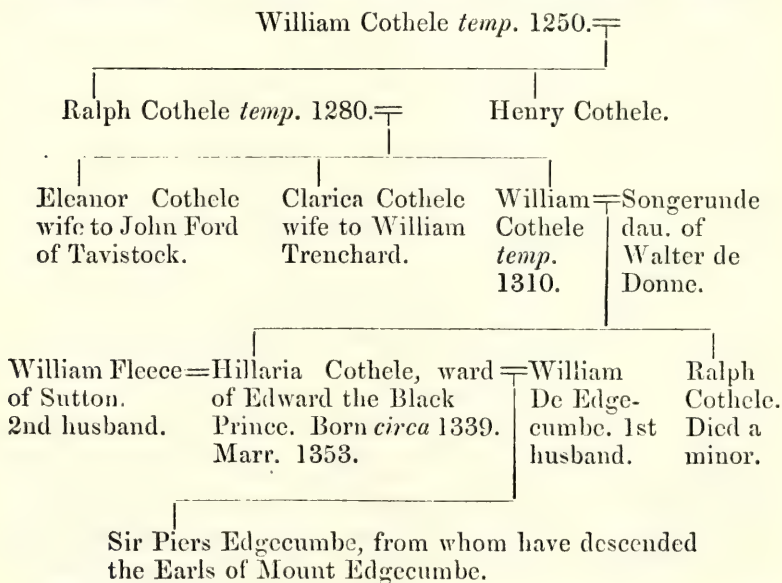 William Cothele temp. 1250.
Ralph Cothele temp. 1280.
Henry Cothele.
Eleanor Cothele
wife to John Ford
of Tavistock.
Clarica Cothele
wife to William
Trenchard.
William
Cothele
temp.
1310.
=Songerunde
dau. of
Walter de
Donne.
William Fleece
of Sutton.
2nd husband.
=Hillaria Cothele, ward
of Edward the Black
Prince. Born circa 1339.
Marr. 1353.
=William
De Edge-
cumbe. 1st
husband.
Ralph
Cothele.
Died a
minor.
Sir Piers Edgecumbe, from whom have descended
the Earls of Mount Edgecumbe.